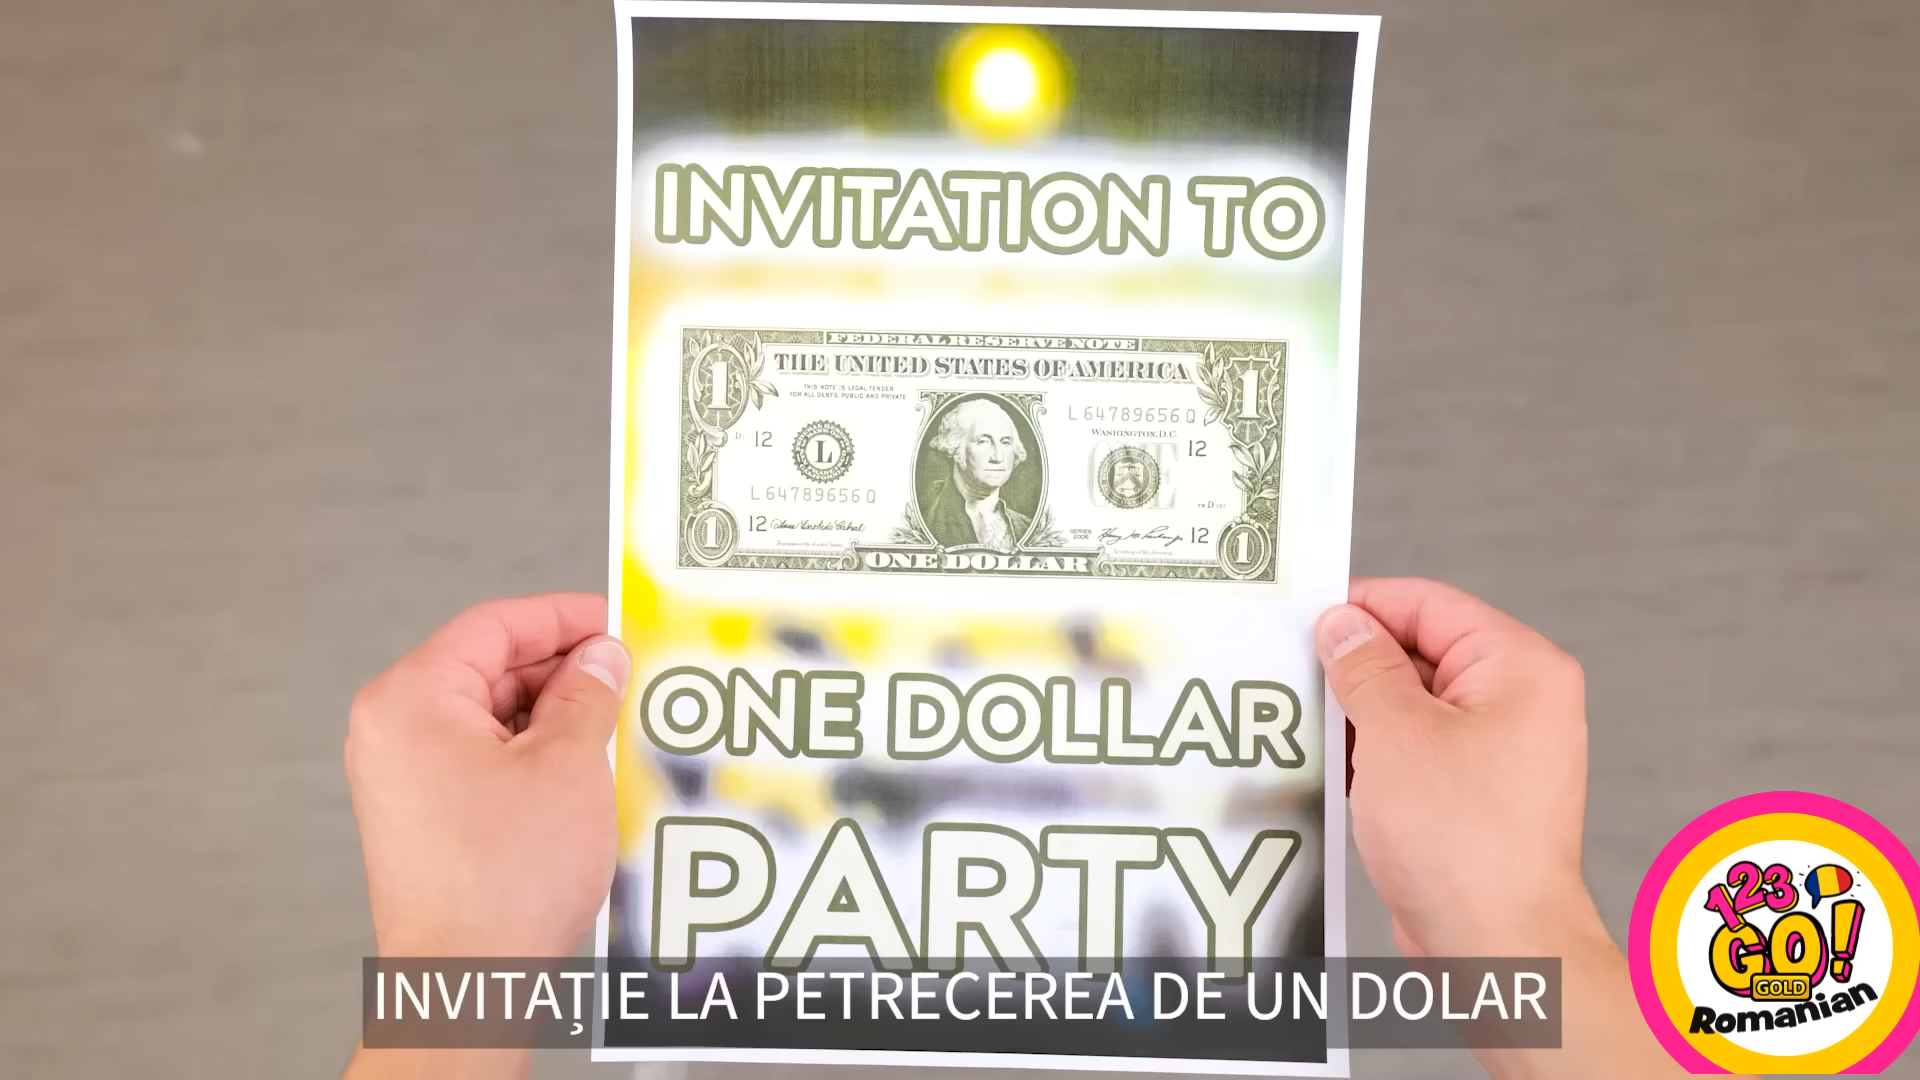 INVITATION TO
FEDERAL RESERVE NOTE
THE UNITED STATES OF AMERICA
THIS NOTE IS LEGAL TENDER
FOR ALL DEBTS, PUBLIC AND PRIVATE
L 64789656 Q
WASHINGTON, D.C.
1 1
12 12
L
L 64789656 Q
12 12
SERIES
2006
1 1
ONE DOLLAR
ONE DOLLAR
PARTY
INVITAȚIE LA PETRECEREA DE UN DOLAR
123
GO!
GOLD
Romanian